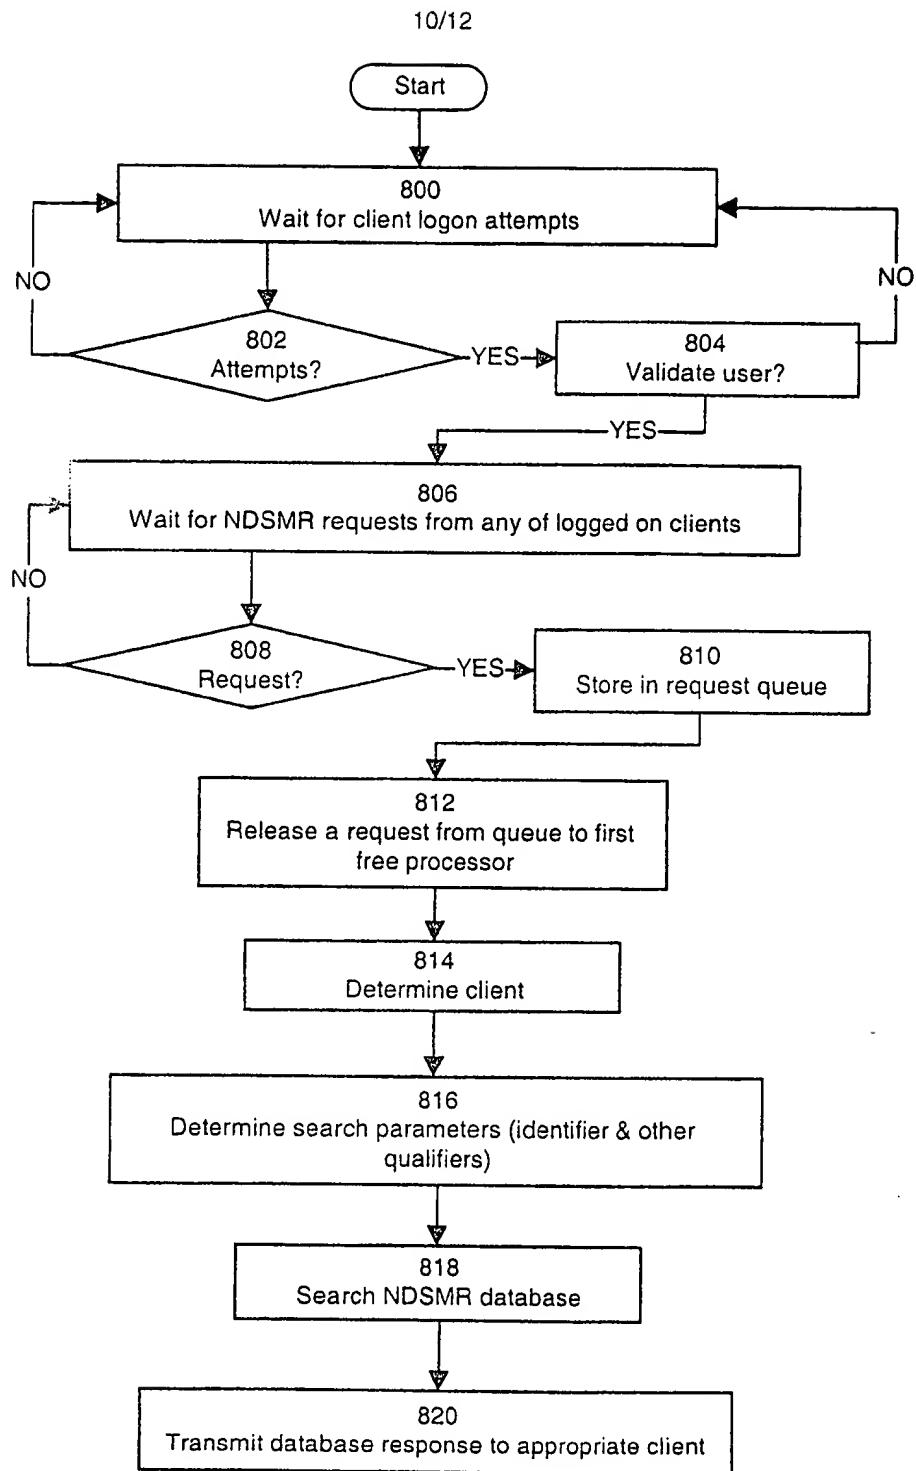 10/12
Start
800
Wait for client logon attempts
NO
NO
802
Attempts?
YES
804
Validate user?
YES
806
Wait for NDSMR requests from any of logged on clients
NO
808
Request?
YES
810
Store in request queue
812
Release a request from queue to first
free processor
814
Determine client
816
Determine search parameters (identifier & other
qualifiers)
818
Search NDSMR database
820
Transmit database response to appropriate client